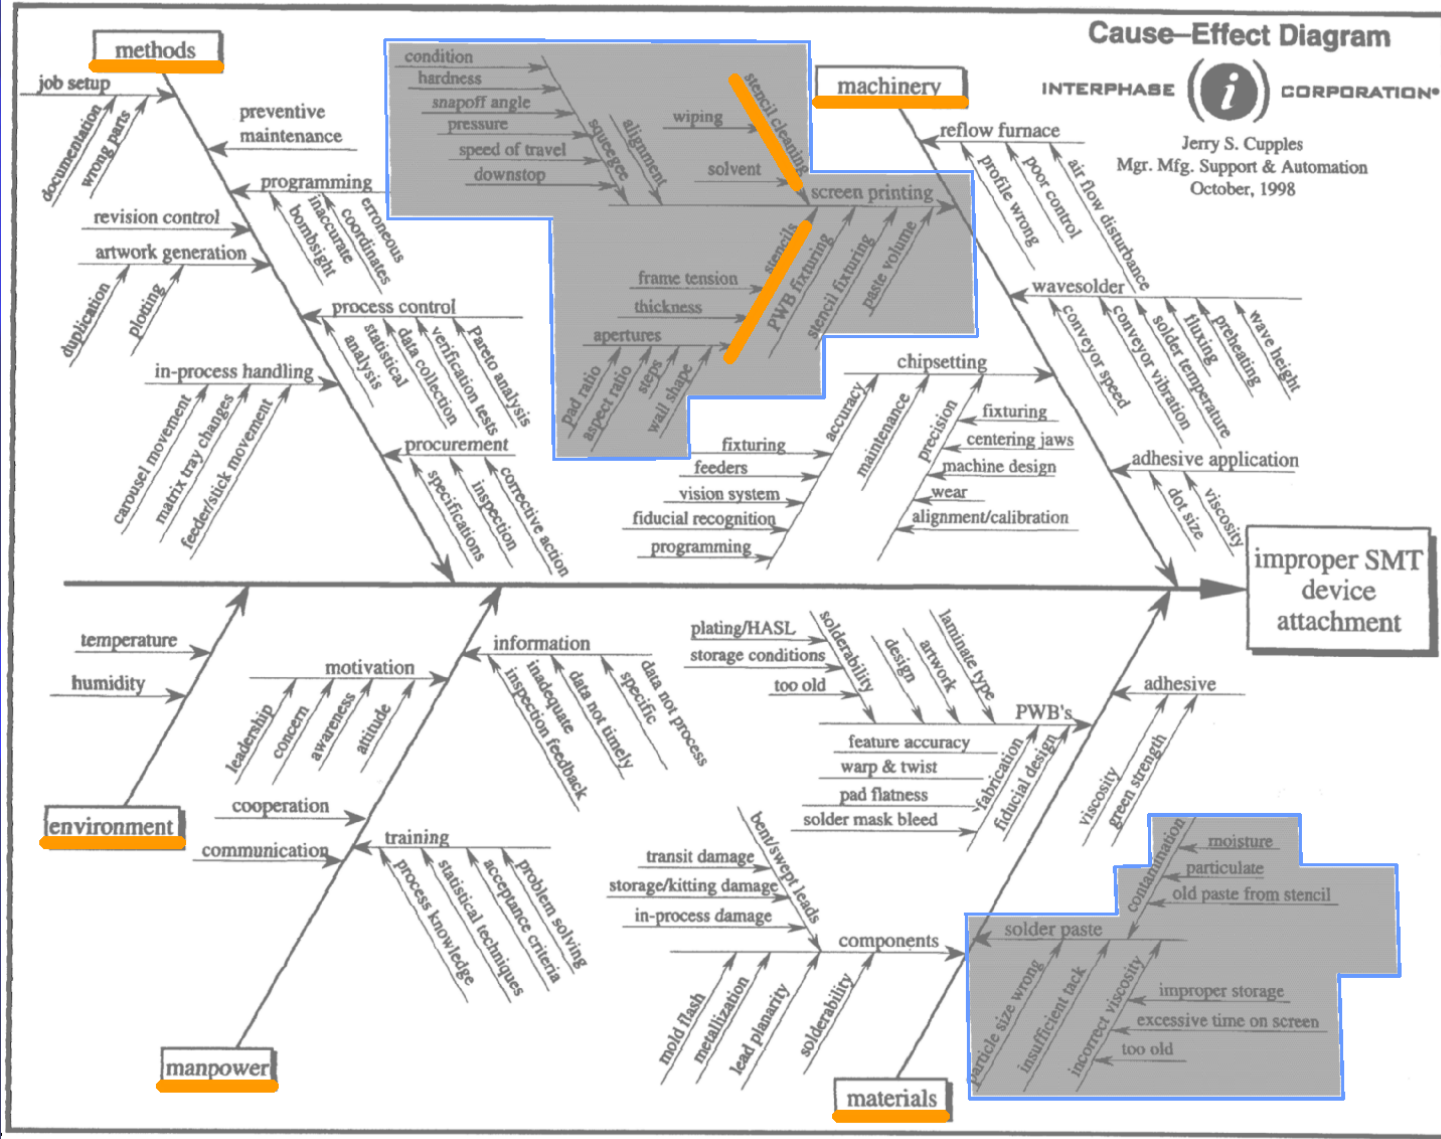 Cause–Effect Diagram
INTERPHASE i CORPORATION
Jerry S. Cupples
Mgr. Mfg. Support & Automation
October, 1998
methods
job setup
documentation
wrong parts
preventive
maintenance
programming
bombsight
inaccurate
coordinates
erroneous
revision control
artwork generation
duplication
plotting
process control
analysis
statistical
data collection
verification tests
Pareto analysis
in-process handling
carousel movement
matrix tray changes
feeder/stick movement
procurement
specifications
inspection
corrective action
machinery
condition
hardness
snapoff angle
pressure
speed of travel
downstop
squeegee
alignment
wiping
solvent
stencil cleaning
screen printing
stencils
frame tension
thickness
apertures
pad ratio
aspect ratio
steps
wall shape
PWB fixturing
stencil fixturing
paste volume
reflow furnace
profile wrong
poor control
air flow disturbance
wavesolder
conveyor speed
conveyor vibration
solder temperature
fluxing
preheating
wave height
chipsetting
accuracy
fixturing
feeders
vision system
fiducial recognition
programming
maintenance
precision
fixturing
centering jaws
machine design
wear
alignment/calibration
adhesive application
dot size
viscosity
improper SMT
device
attachment
environment
temperature
humidity
manpower
motivation
leadership
concern
awareness
attitude
information
inspection feedback
inadequate
data not timely
specific
data not process
cooperation
communication
training
process knowledge
statistical techniques
acceptance criteria
problem solving
materials
plating/HASL
storage conditions
too old
solderability
design
artwork
laminate type
PWB's
feature accuracy
warp & twist
pad flatness
solder mask bleed
fabrication
fiducial design
adhesive
viscosity
green strength
transit damage
storage/kitting damage
in-process damage
bent/swept leads
components
mold flash
metallization
lead planarity
solderability
contamination
moisture
particulate
old paste from stencil
solder paste
particle size wrong
insufficient tack
incorrect viscosity
improper storage
excessive time on screen
too old